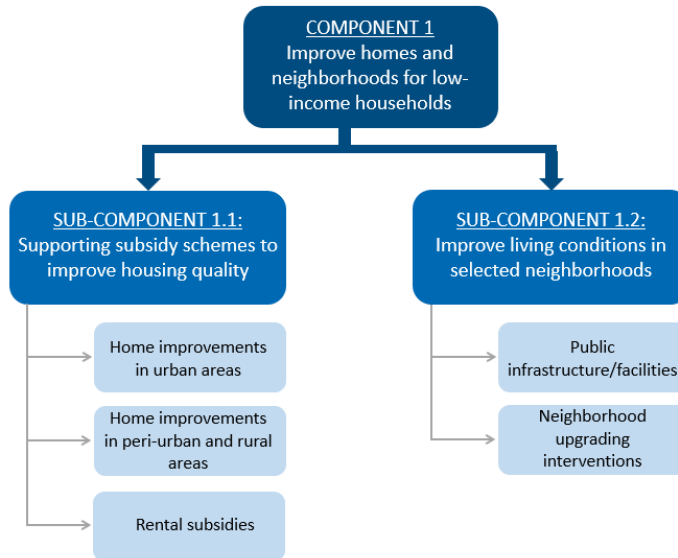 COMPONENT 1
Improve homes and
neighborhoods for low-
income households
SUB-COMPONENT 1.1:
Supporting subsidy schemes to
improve housing quality
Home improvements
in urban areas
Home improvements
in peri-urban and rural
areas
Rental subsidies
SUB-COMPONENT 1.2:
Improve living conditions in
selected neighborhoods
Public
infrastructure/facilities
Neighborhood
upgrading
interventions